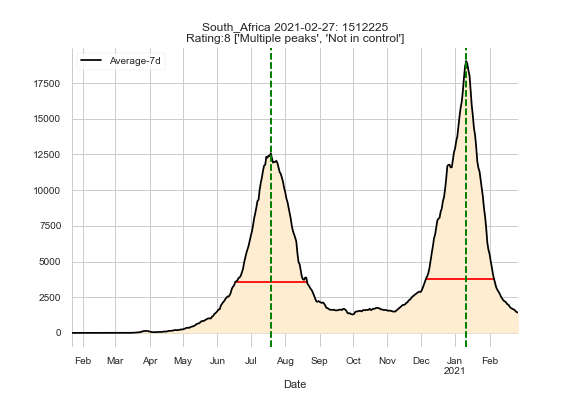 South_Africa 2021-02-27: 1512225
Rating:8 ['Multiple peaks', 'Not in control']
Average-7d
17500
15000
12500
10000
7500
5000
2500
0
Feb Mar Apr May Jun Jul Aug Sep Oct Nov Dec Jan Feb
2021
Date